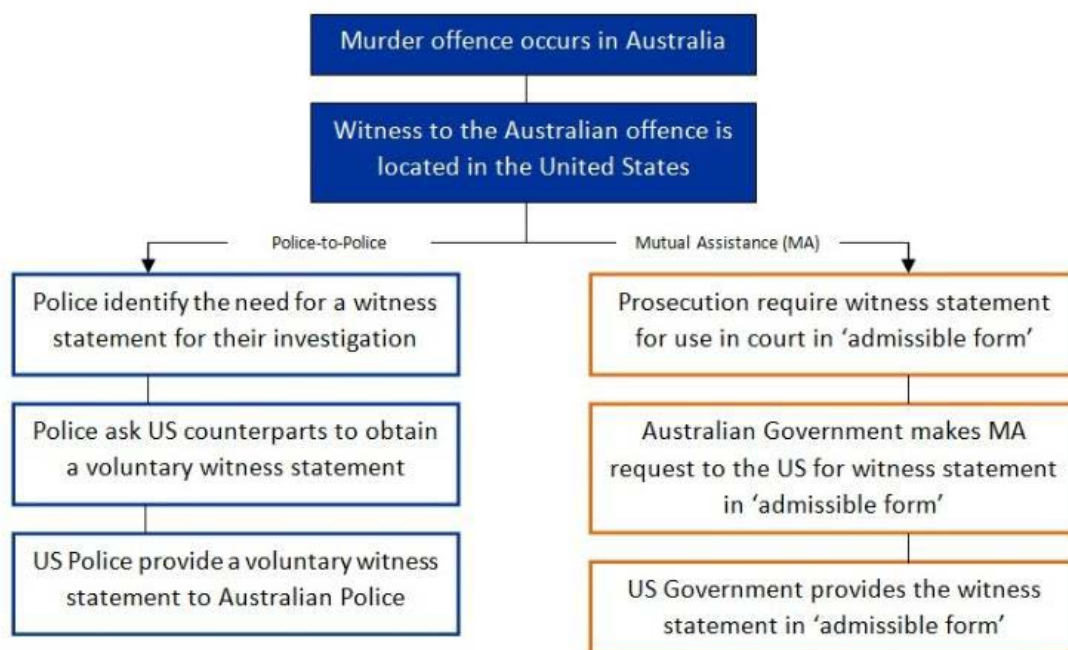 Murder offence occurs in Australia
Witness to the Australian offence is
located in the United States
Police-to-Police
Mutual Assistance (MA)
Police identify the need for a witness
statement for their investigation
Police ask US counterparts to obtain
a voluntary witness statement
US Police provide a voluntary witness
statement to Australian Police
Prosecution require witness statement
for use in court in ‘admissible form’
Australian Government makes MA
request to the US for witness statement
in ‘admissible form’
US Government provides the witness
statement in ‘admissible form’